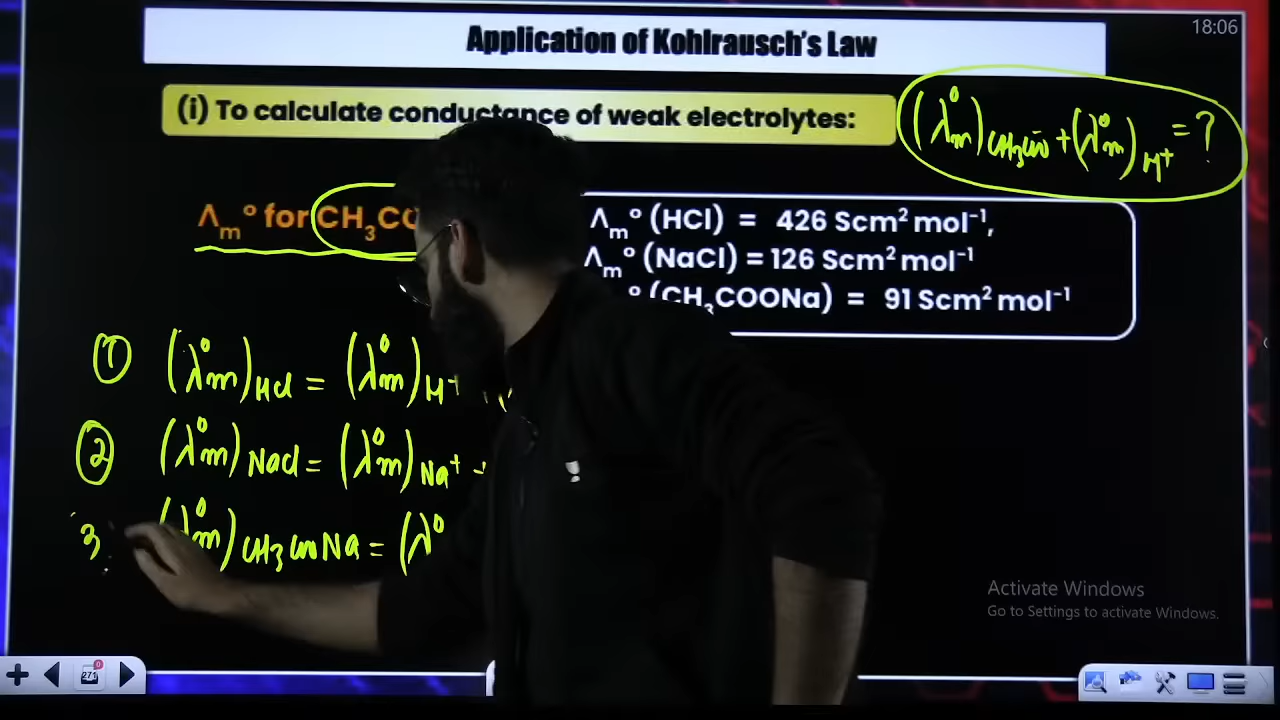 18:06
Application of Kohlrausch's Law
(i) To calculate conductance of weak electrolytes:
(λ°m)CH₃COO⁻ + (λ°m)H⁺ = ?
Λₘ° for CH₃CO
Λₘ° (HCl) = 426 Scm² mol⁻¹,
Λₘ° (NaCl) = 126 Scm² mol⁻¹
° (CH₃COONa) = 91 Scm² mol⁻¹
① (λ°m)HCl = (λ°m)H⁺
② (λ°m)NaCl = (λ°m)Na⁺ +
3 (λ°m)CH₃COONa = (λ°
Activate Windows
Go to Settings to activate Windows.
271